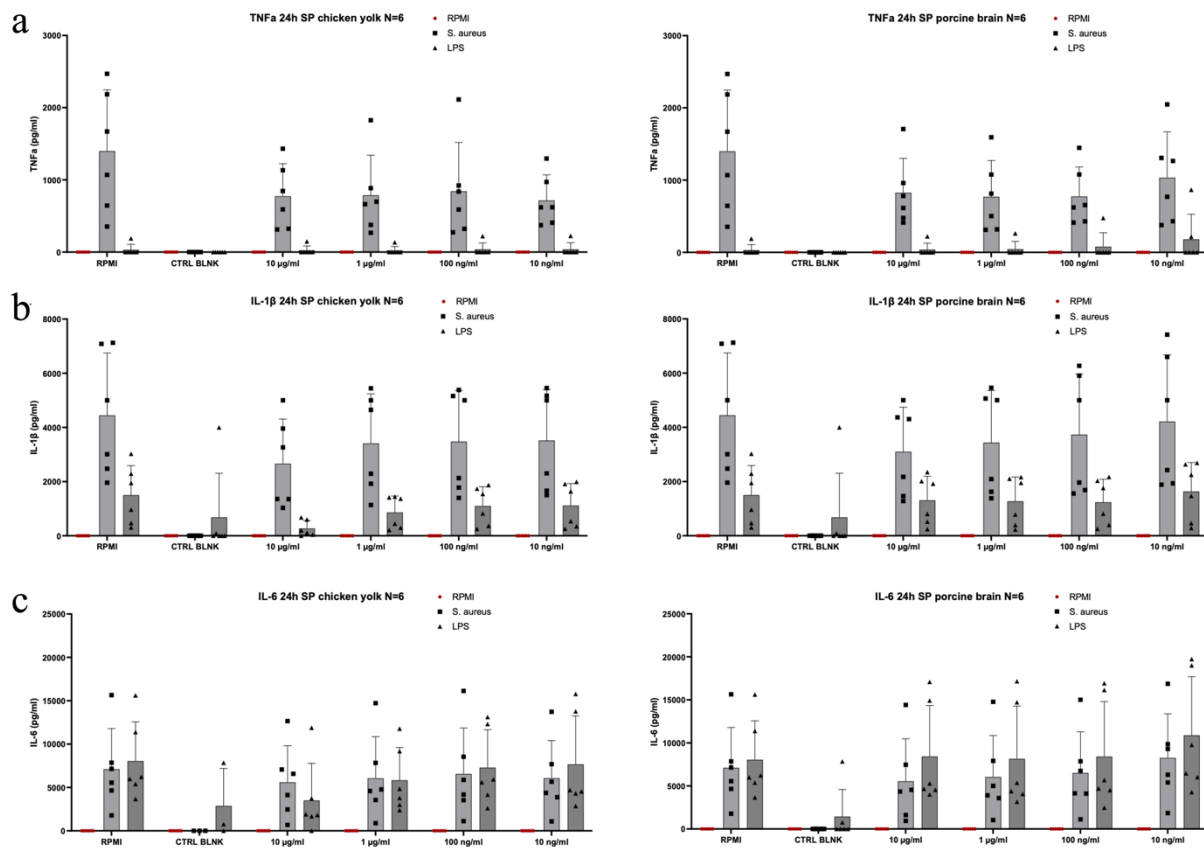 a
TNFa 24h SP chicken yolk N=6
RPMI
S. aureus
LPS
3000
2000
1000
0
TNFa (pg/ml)
RPMI CTRL BLNK 10 µg/ml 1 µg/ml 100 ng/ml 10 ng/ml
TNFa 24h SP porcine brain N=6
RPMI
S. aureus
LPS
3000
2000
1000
0
TNFa (pg/ml)
RPMI CTRL BLNK 10 µg/ml 1 µg/ml 100 ng/ml 10 ng/ml
b
IL-1β 24h SP chicken yolk N=6
RPMI
S. aureus
LPS
8000
6000
4000
2000
0
IL-1β (pg/ml)
RPMI CTRL BLNK 10 µg/ml 1 µg/ml 100 ng/ml 10 ng/ml
IL-1β 24h SP porcine brain N=6
RPMI
S. aureus
LPS
8000
6000
4000
2000
0
IL-1β (pg/ml)
RPMI CTRL BLNK 10 µg/ml 1 µg/ml 100 ng/ml 10 ng/ml
c
IL-6 24h SP chicken yolk N=6
RPMI
S. aureus
LPS
25000
20000
15000
10000
5000
0
IL-6 (pg/ml)
RPMI CTRL BLNK 10 µg/ml 1 µg/ml 100 ng/ml 10 ng/ml
IL-6 24h SP porcine brain N=6
RPMI
S. aureus
LPS
25000
20000
15000
10000
5000
0
IL-6 (pg/ml)
RPMI CTRL BLNK 10 µg/ml 1 µg/ml 100 ng/ml 10 ng/ml